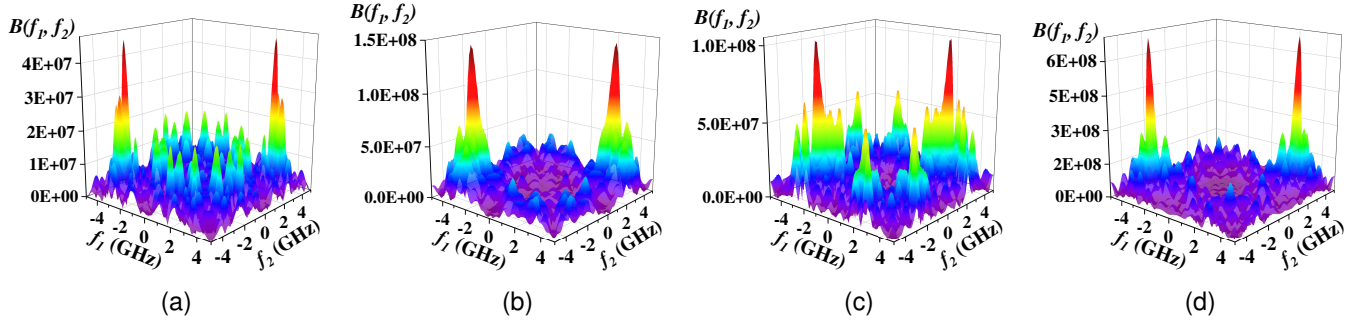 B(f1, f2)
4E+07
3E+07
2E+07
1E+07
0E+00
-4 -2 0 2 4
f1 (GHz)
-4 -2 0 2 4
f2 (GHz)
(a)
B(f1, f2)
1.5E+08
1.0E+08
5.0E+07
0.0E+00
-4 -2 0 2 4
f1 (GHz)
-4 -2 0 2 4
f2 (GHz)
(b)
B(f1, f2)
1.0E+08
5.0E+07
0.0E+00
-4 -2 0 2 4
f1 (GHz)
-4 -2 0 2 4
f2 (GHz)
(c)
B(f1, f2)
6E+08
5E+08
3E+08
2E+08
0E+00
-4 -2 0 2 4
f1 (GHz)
-4 -2 0 2 4
f2 (GHz)
(d)